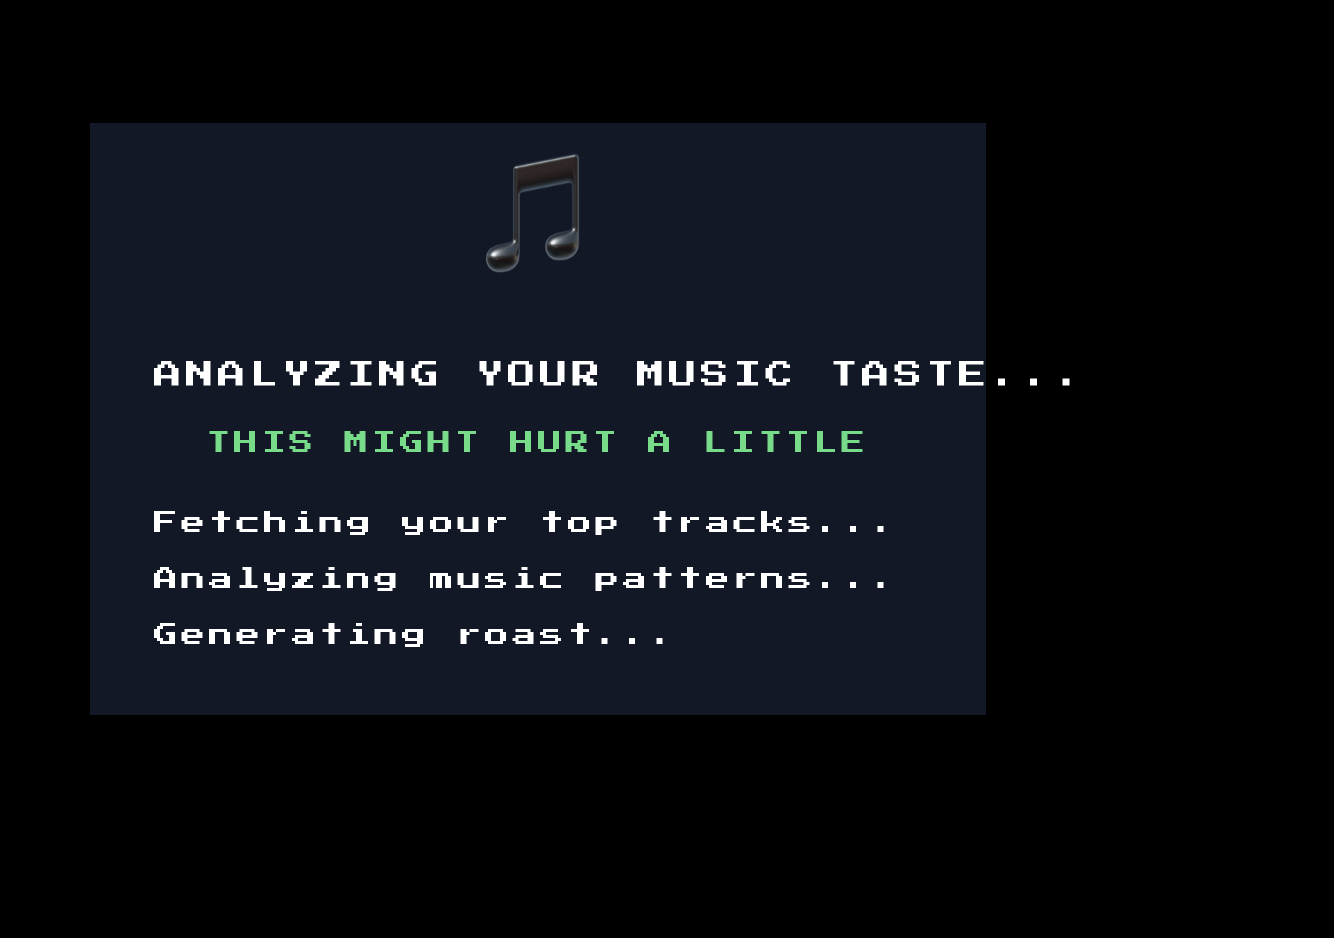 ANALYZING YOUR MUSIC TASTE...
THIS MIGHT HURT A LITTLE
Fetching your top tracks...
Analyzing music patterns...
Generating roast...